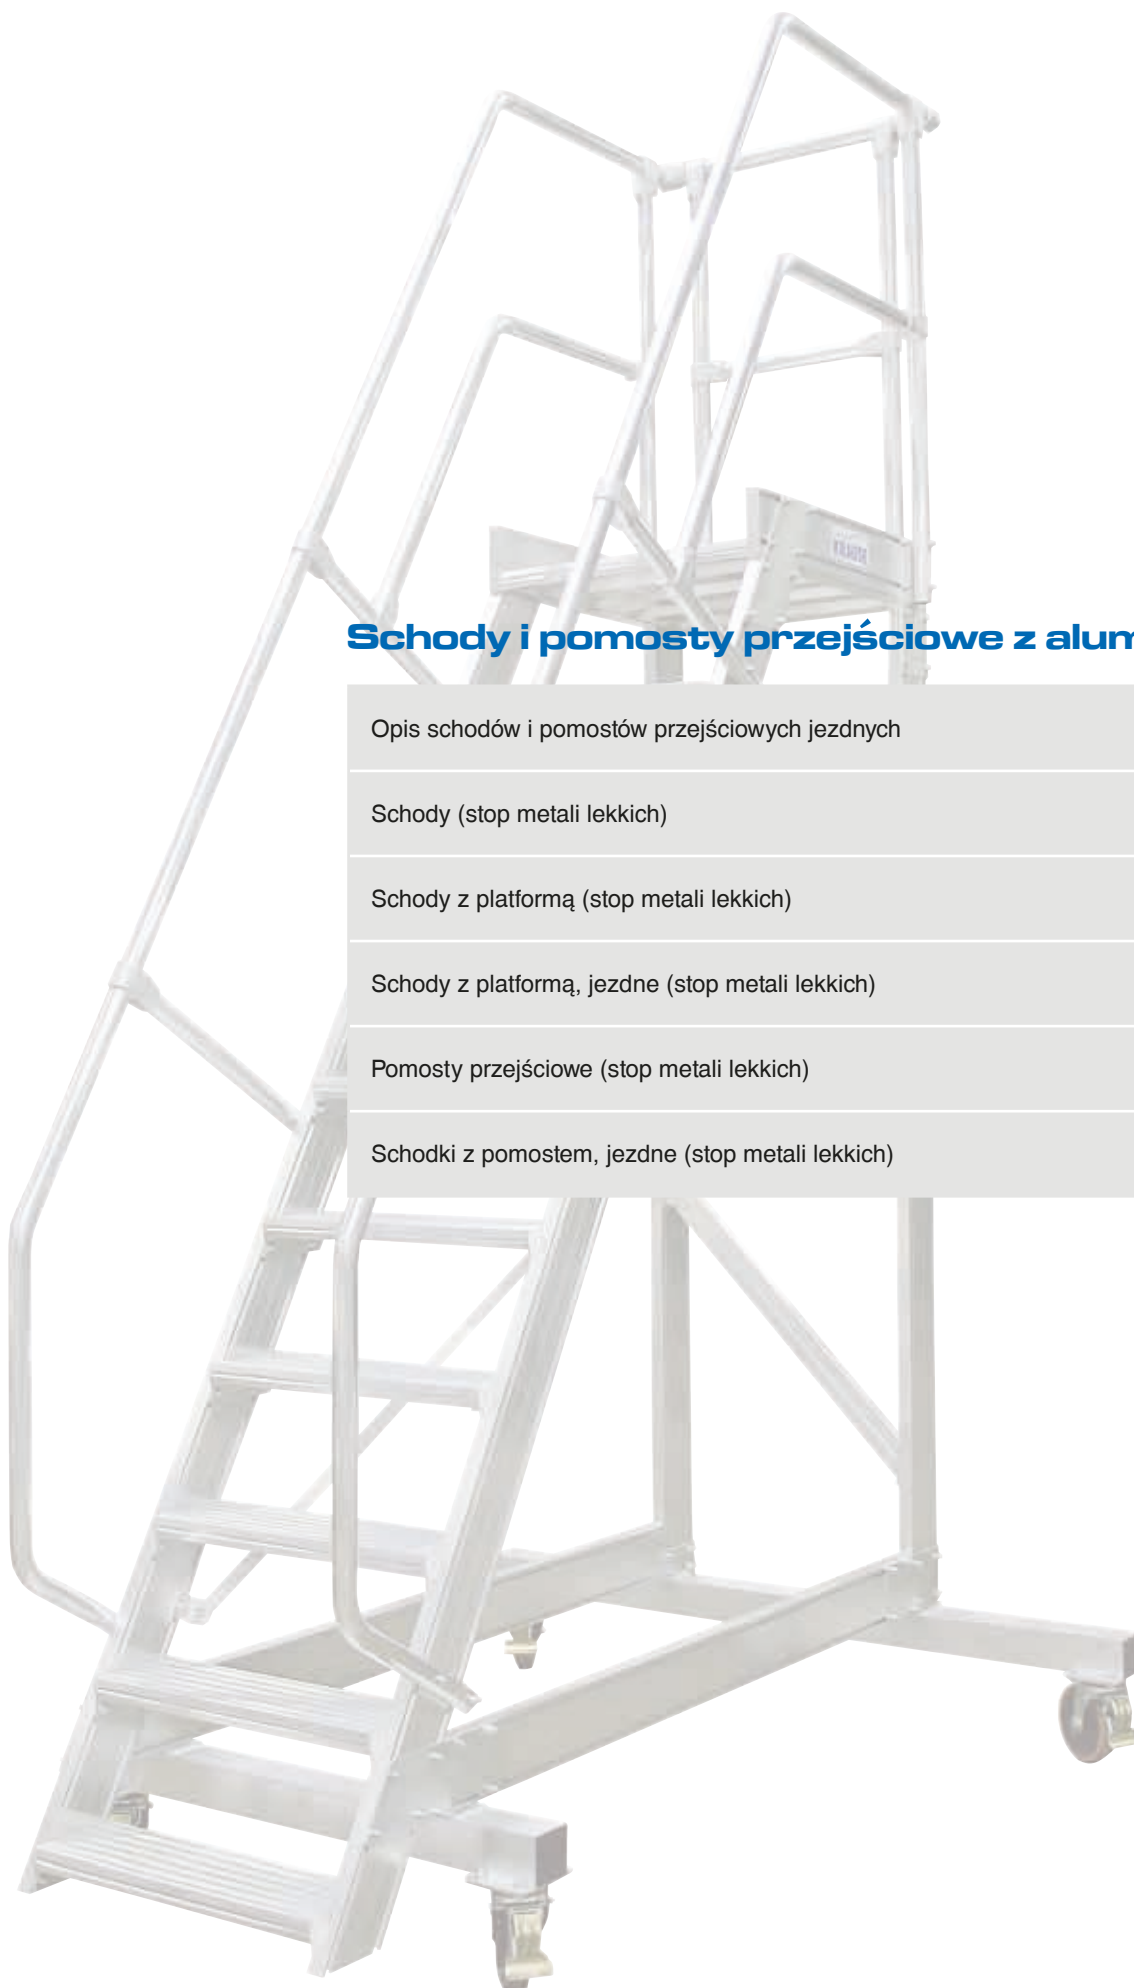 Schody i pomosty przejściowe z alum
Opis schodów i pomostów przejściowych jezdnych
Schody (stop metali lekkich)
Schody z platformą (stop metali lekkich)
Schody z platformą, jezdne (stop metali lekkich)
Pomosty przejściowe (stop metali lekkich)
Schodki z pomostem, jezdne (stop metali lekkich)